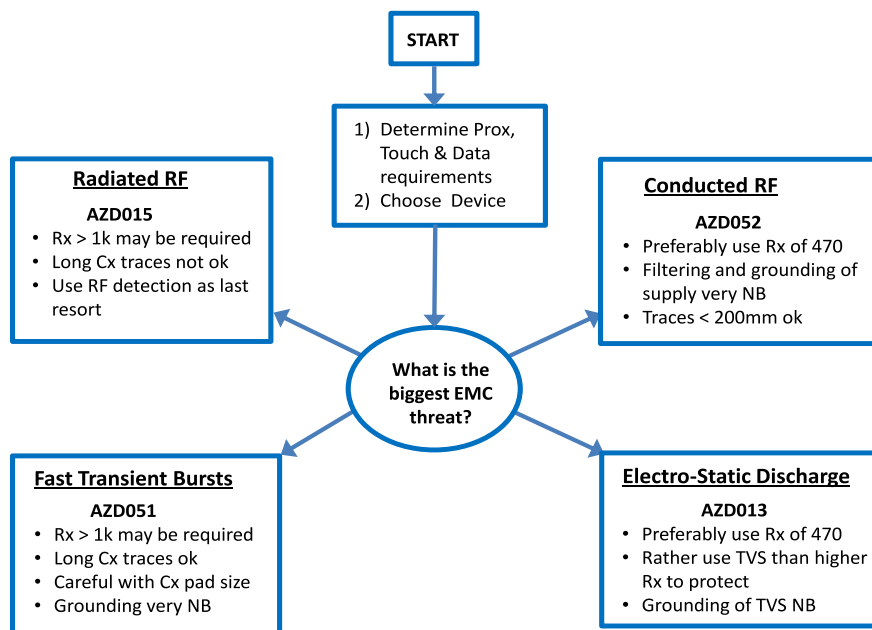 START
1) Determine Prox,
Touch & Data
requirements
2) Choose Device
Radiated RF
AZD015
• Rx > 1k may be required
• Long Cx traces not ok
• Use RF detection as last
resort
Conducted RF
AZD052
• Preferably use Rx of 470
• Filtering and grounding of
supply very NB
• Traces < 200mm ok
What is the
biggest EMC
threat?
Fast Transient Bursts
AZD051
• Rx > 1k may be required
• Long Cx traces ok
• Careful with Cx pad size
• Grounding very NB
Electro-Static Discharge
AZD013
• Preferably use Rx of 470
• Rather use TVS than higher
Rx to protect
• Grounding of TVS NB